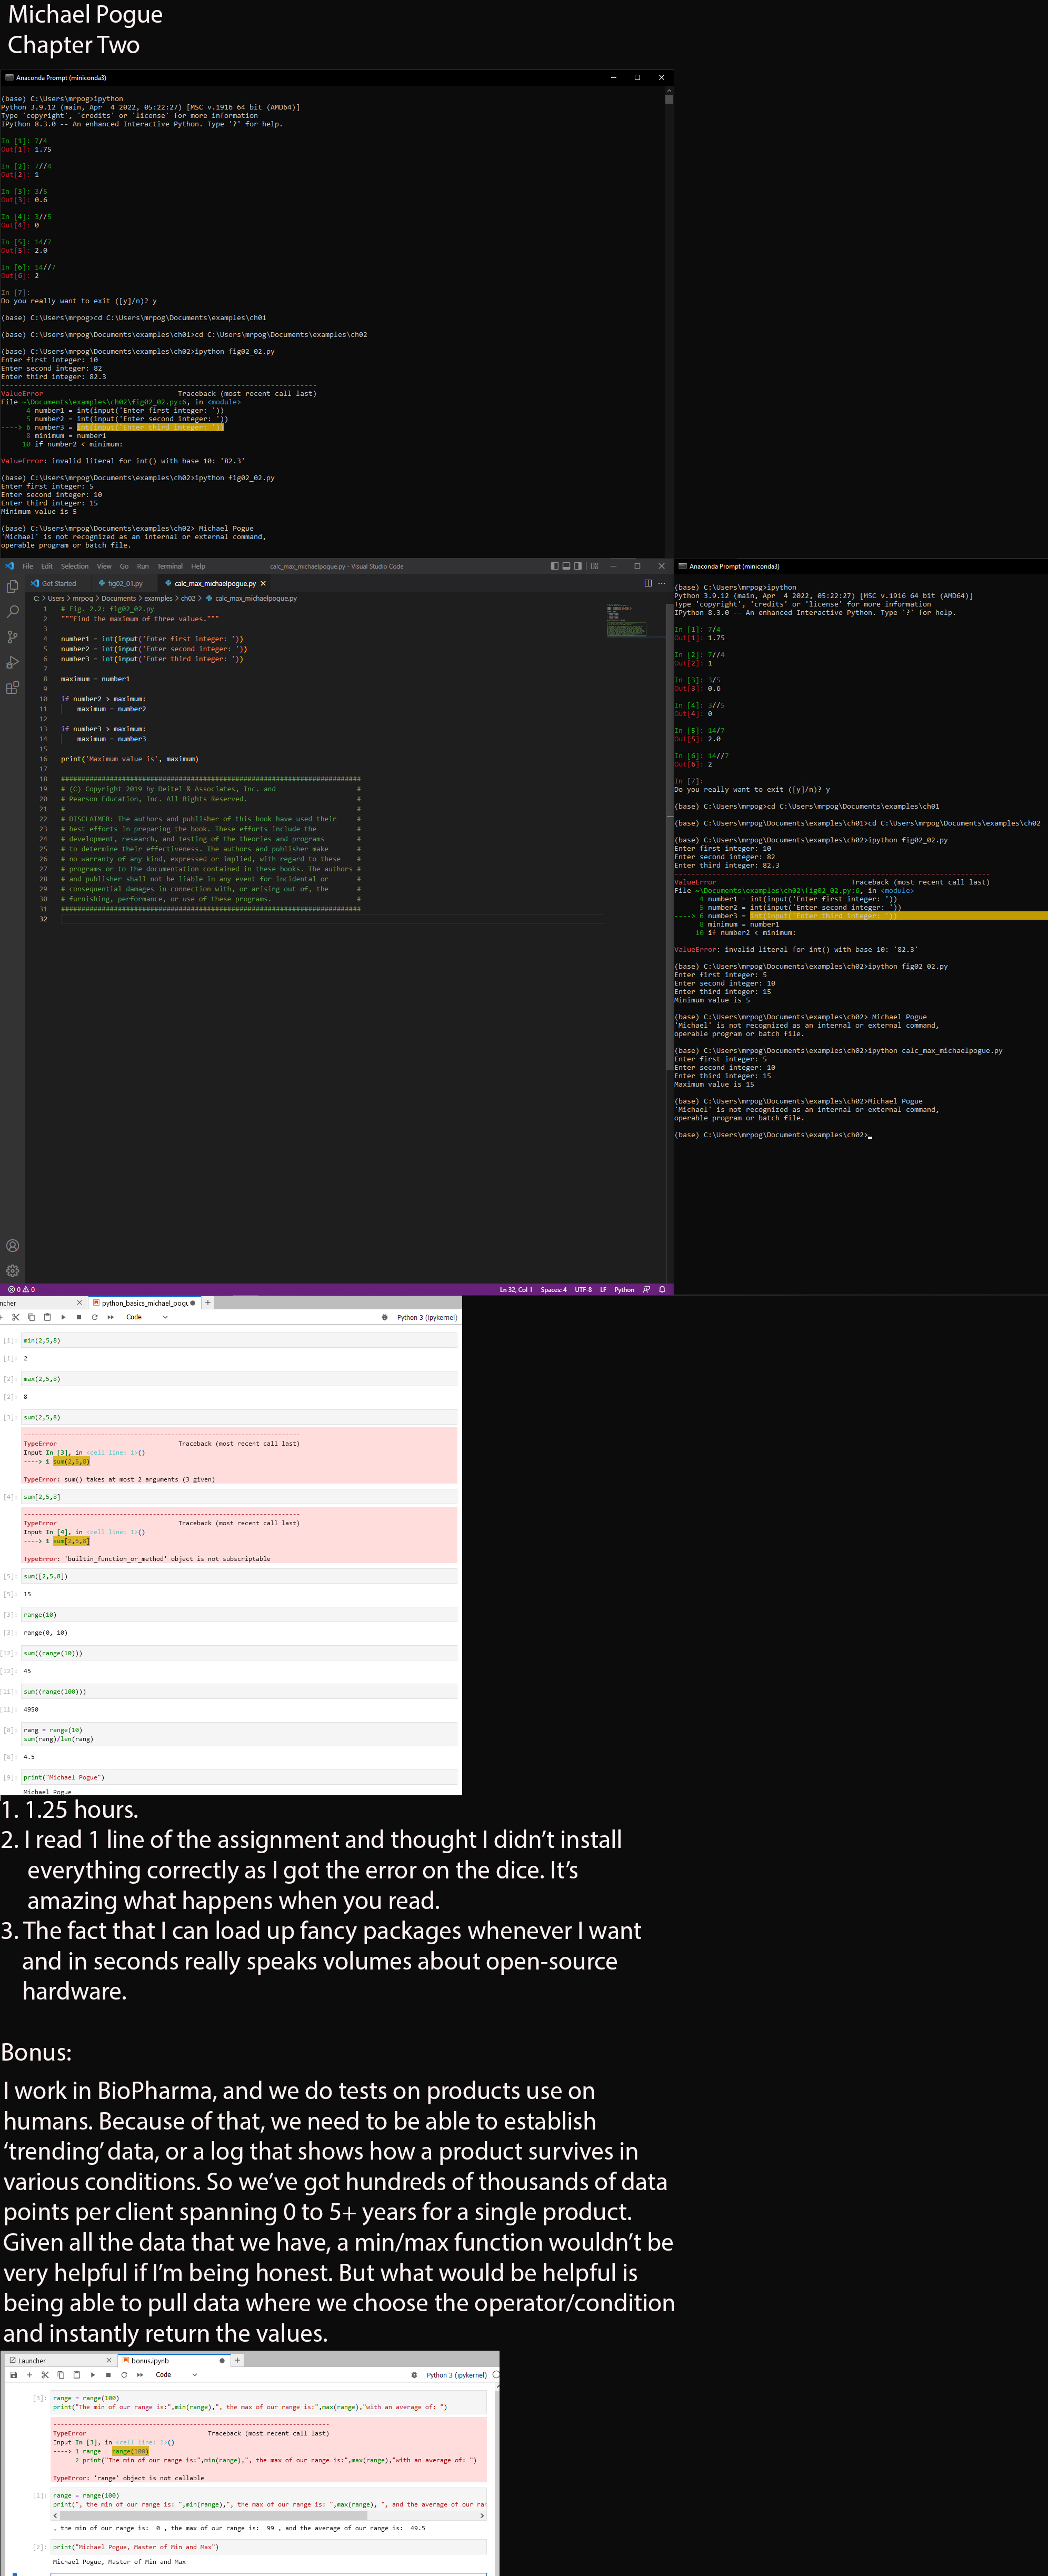 Michael Pogue
Chapter Two
Anaconda Prompt (miniconda3)
(base) C:\Users\mrpog>ipython
Python 3.9.12 (main, Apr  4 2022, 05:22:27) [MSC v.1916 64 bit (AMD64)]
Type 'copyright', 'credits' or 'license' for more information
IPython 8.3.0 -- An enhanced Interactive Python. Type '?' for help.
In [1]: 7/4
Out[1]: 1.75
In [2]: 7//4
Out[2]: 1
In [3]: 3/5
Out[3]: 0.6
In [4]: 3//5
Out[4]: 0
In [5]: 14/7
Out[5]: 2.0
In [6]: 14//7
Out[6]: 2
In [7]:
Do you really want to exit ([y]/n)? y
(base) C:\Users\mrpog>cd C:\Users\mrpog\Documents\examples\ch01
(base) C:\Users\mrpog\Documents\examples\ch01>cd C:\Users\mrpog\Documents\examples\ch02
(base) C:\Users\mrpog\Documents\examples\ch02>ipython fig02_02.py
Enter first integer: 10
Enter second integer: 82
Enter third integer: 82.3
---------------------------------------------------------------------------
ValueError                                Traceback (most recent call last)
File ~\Documents\examples\ch02\fig02_02.py:6, in <module>
      4 number1 = int(input('Enter first integer: '))
      5 number2 = int(input('Enter second integer: '))
----> 6 number3 = int(input('Enter third integer: '))
      8 minimum = number1
     10 if number2 < minimum:
ValueError: invalid literal for int() with base 10: '82.3'
(base) C:\Users\mrpog\Documents\examples\ch02>ipython fig02_02.py
Enter first integer: 5
Enter second integer: 10
Enter third integer: 15
Minimum value is 5
(base) C:\Users\mrpog\Documents\examples\ch02> Michael Pogue
'Michael' is not recognized as an internal or external command,
operable program or batch file.
File Edit Selection View Go Run Terminal Help calc_max_michaelpogue.py - Visual Studio Code
Get Started fig02_01.py calc_max_michaelpogue.py
C: > Users > mrpog > Documents > examples > ch02 > calc_max_michaelpogue.py
1 # Fig. 2.2: fig02_02.py
2 """Find the maximum of three values."""
3
4 number1 = int(input('Enter first integer: '))
5 number2 = int(input('Enter second integer: '))
6 number3 = int(input('Enter third integer: '))
7
8 maximum = number1
9
10 if number2 > maximum:
11     maximum = number2
12
13 if number3 > maximum:
14     maximum = number3
15
16 print('Maximum value is', maximum)
17
18 ##########################################################################
19 # (C) Copyright 2019 by Deitel & Associates, Inc. and                    #
20 # Pearson Education, Inc. All Rights Reserved.                           #
21 #                                                                        #
22 # DISCLAIMER: The authors and publisher of this book have used their     #
23 # best efforts in preparing the book. These efforts include the          #
24 # development, research, and testing of the theories and programs        #
25 # to determine their effectiveness. The authors and publisher make       #
26 # no warranty of any kind, expressed or implied, with regard to these    #
27 # programs or to the documentation contained in these books. The authors #
28 # and publisher shall not be liable in any event for incidental or       #
29 # consequential damages in connection with, or arising out of, the       #
30 # furnishing, performance, or use of these programs.                     #
31 ##########################################################################
32
0 0 Ln 32, Col 1 Spaces: 4 UTF-8 LF Python
Anaconda Prompt (miniconda3)
(base) C:\Users\mrpog>ipython
Python 3.9.12 (main, Apr  4 2022, 05:22:27) [MSC v.1916 64 bit (AMD64)]
Type 'copyright', 'credits' or 'license' for more information
IPython 8.3.0 -- An enhanced Interactive Python. Type '?' for help.
In [1]: 7/4
Out[1]: 1.75
In [2]: 7//4
Out[2]: 1
In [3]: 3/5
Out[3]: 0.6
In [4]: 3//5
Out[4]: 0
In [5]: 14/7
Out[5]: 2.0
In [6]: 14//7
Out[6]: 2
In [7]:
Do you really want to exit ([y]/n)? y
(base) C:\Users\mrpog>cd C:\Users\mrpog\Documents\examples\ch01
(base) C:\Users\mrpog\Documents\examples\ch01>cd C:\Users\mrpog\Documents\examples\ch02
(base) C:\Users\mrpog\Documents\examples\ch02>ipython fig02_02.py
Enter first integer: 10
Enter second integer: 82
Enter third integer: 82.3
---------------------------------------------------------------------------
ValueError                                Traceback (most recent call last)
File ~\Documents\examples\ch02\fig02_02.py:6, in <module>
      4 number1 = int(input('Enter first integer: '))
      5 number2 = int(input('Enter second integer: '))
----> 6 number3 = int(input('Enter third integer: '))
      8 minimum = number1
     10 if number2 < minimum:
ValueError: invalid literal for int() with base 10: '82.3'
(base) C:\Users\mrpog\Documents\examples\ch02>ipython fig02_02.py
Enter first integer: 5
Enter second integer: 10
Enter third integer: 15
Minimum value is 5
(base) C:\Users\mrpog\Documents\examples\ch02> Michael Pogue
'Michael' is not recognized as an internal or external command,
operable program or batch file.
(base) C:\Users\mrpog\Documents\examples\ch02>ipython calc_max_michaelpogue.py
Enter first integer: 5
Enter second integer: 10
Enter third integer: 15
Maximum value is 15
(base) C:\Users\mrpog\Documents\examples\ch02>Michael Pogue
'Michael' is not recognized as an internal or external command,
operable program or batch file.
(base) C:\Users\mrpog\Documents\examples\ch02>
ncher python_basics_michael_pogu
Code Python 3 (ipykernel)
[1]: min(2,5,8)
[1]: 2
[2]: max(2,5,8)
[2]: 8
[3]: sum(2,5,8)
---------------------------------------------------------------------------
TypeError                                 Traceback (most recent call last)
Input In [3], in <cell line: 1>()
----> 1 sum(2,5,8)
TypeError: sum() takes at most 2 arguments (3 given)
[4]: sum[2,5,8]
---------------------------------------------------------------------------
TypeError                                 Traceback (most recent call last)
Input In [4], in <cell line: 1>()
----> 1 sum[2,5,8]
TypeError: 'builtin_function_or_method' object is not subscriptable
[5]: sum([2,5,8])
[5]: 15
[3]: range(10)
[3]: range(0, 10)
[12]: sum((range(10)))
[12]: 45
[11]: sum((range(100)))
[11]: 4950
[8]: rang = range(10)
sum(rang)/len(rang)
[8]: 4.5
[9]: print("Michael Pogue")
Michael Pogue
1. 1.25 hours.
2. I read 1 line of the assignment and thought I didn't install
everything correctly as I got the error on the dice. It's
amazing what happens when you read.
3. The fact that I can load up fancy packages whenever I want
and in seconds really speaks volumes about open-source
hardware.
Bonus:
I work in BioPharma, and we do tests on products use on
humans. Because of that, we need to be able to establish
'trending' data, or a log that shows how a product survives in
various conditions. So we've got hundreds of thousands of data
points per client spanning 0 to 5+ years for a single product.
Given all the data that we have, a min/max function wouldn't be
very helpful if I'm being honest. But what would be helpful is
being able to pull data where we choose the operator/condition
and instantly return the values.
Launcher bonus.ipynb
Code Python 3 (ipykernel)
[3]: range = range(100)
print("The min of our range is:",min(range),", the max of our range is:",max(range),"with an average of: ")
---------------------------------------------------------------------------
TypeError                                 Traceback (most recent call last)
Input In [3], in <cell line: 1>()
----> 1 range = range(100)
      2 print("The min of our range is:",min(range),", the max of our range is:",max(range),"with an average of: ")
TypeError: 'range' object is not callable
[1]: range = range(100)
print(", the min of our range is: ",min(range),", the max of our range is: ",max(range), ", and the average of our ran
, the min of our range is:  0 , the max of our range is:  99 , and the average of our range is:  49.5
[2]: print("Michael Pogue, Master of Min and Max")
Michael Pogue, Master of Min and Max